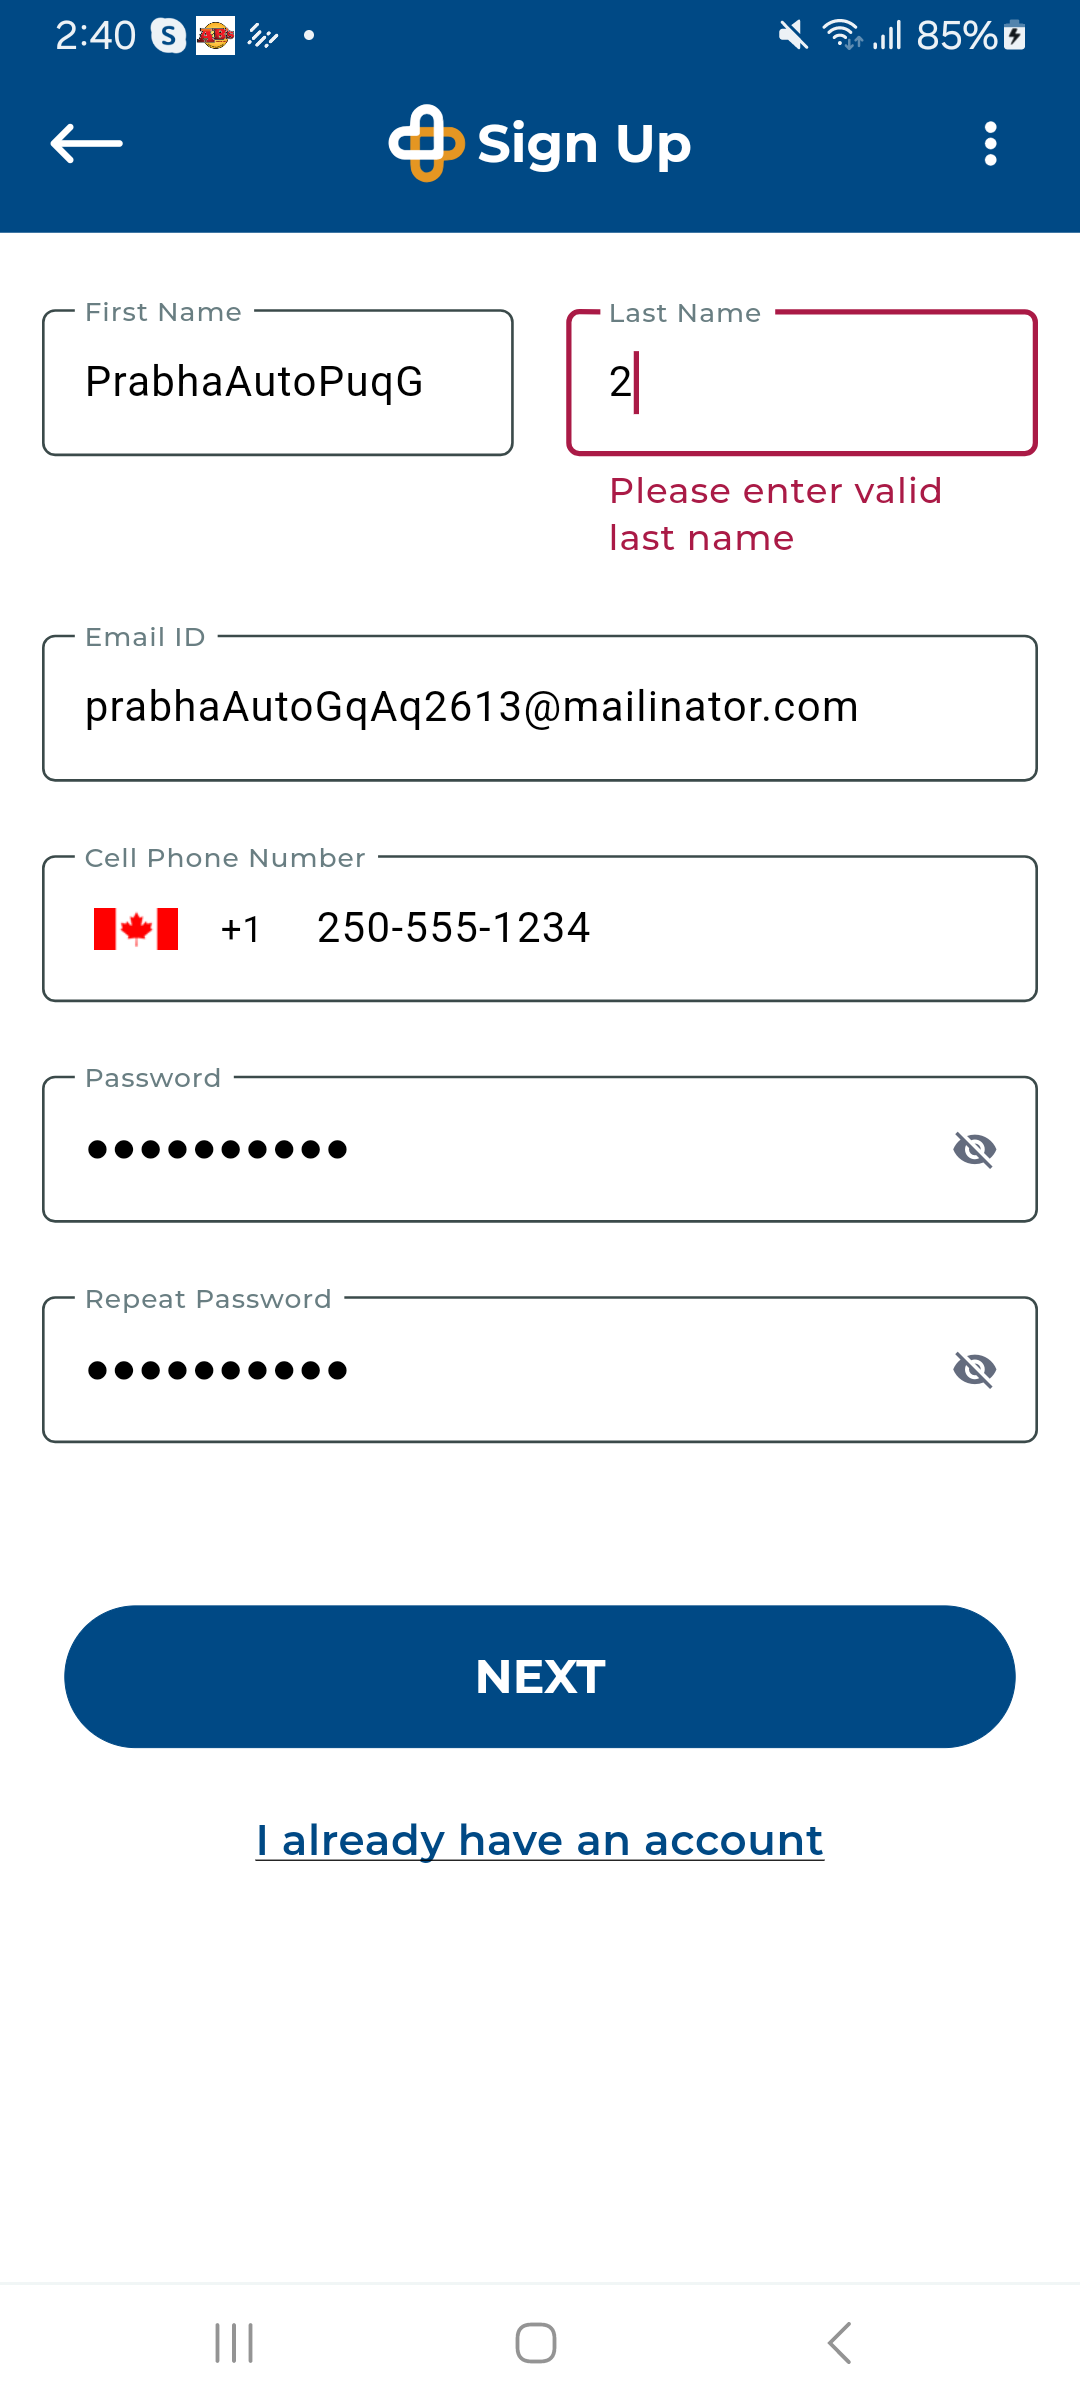 2:40 S 85%
Sign Up
First Name
PrabhaAutoPuqG
Last Name
2
Please enter valid
last name
Email ID
prabhaAutoGqAq2613@mailinator.com
Cell Phone Number
+1 250-555-1234
Password
••••••••••
Repeat Password
••••••••••
NEXT
I already have an account